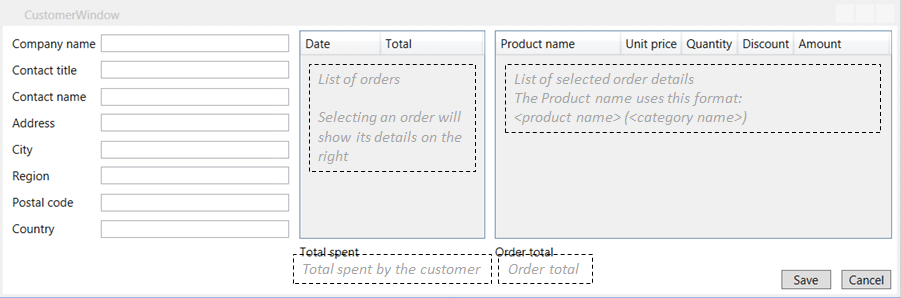 CustomerWindow
Company name
Contact title
Contact name
Address
City
Region
Postal code
Country
Date Total
List of orders
Selecting an order will
show its details on the
right
Total spent
Total spent by the customer
Product name Unit price Quantity Discount Amount
List of selected order details
The Product name uses this format:
<product name> (<category name>)
Order total
Order total
Save Cancel